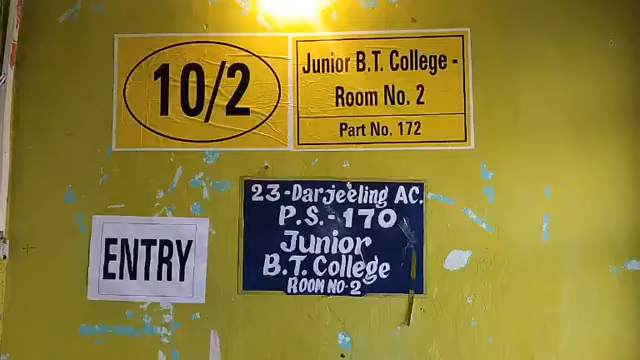 10/2
Junior B.T. College -
Room No. 2
Part No. 172
23-Darjeeling AC.
P.S.-170
Junior
B.T. College
ROOM NO-2
ENTRY